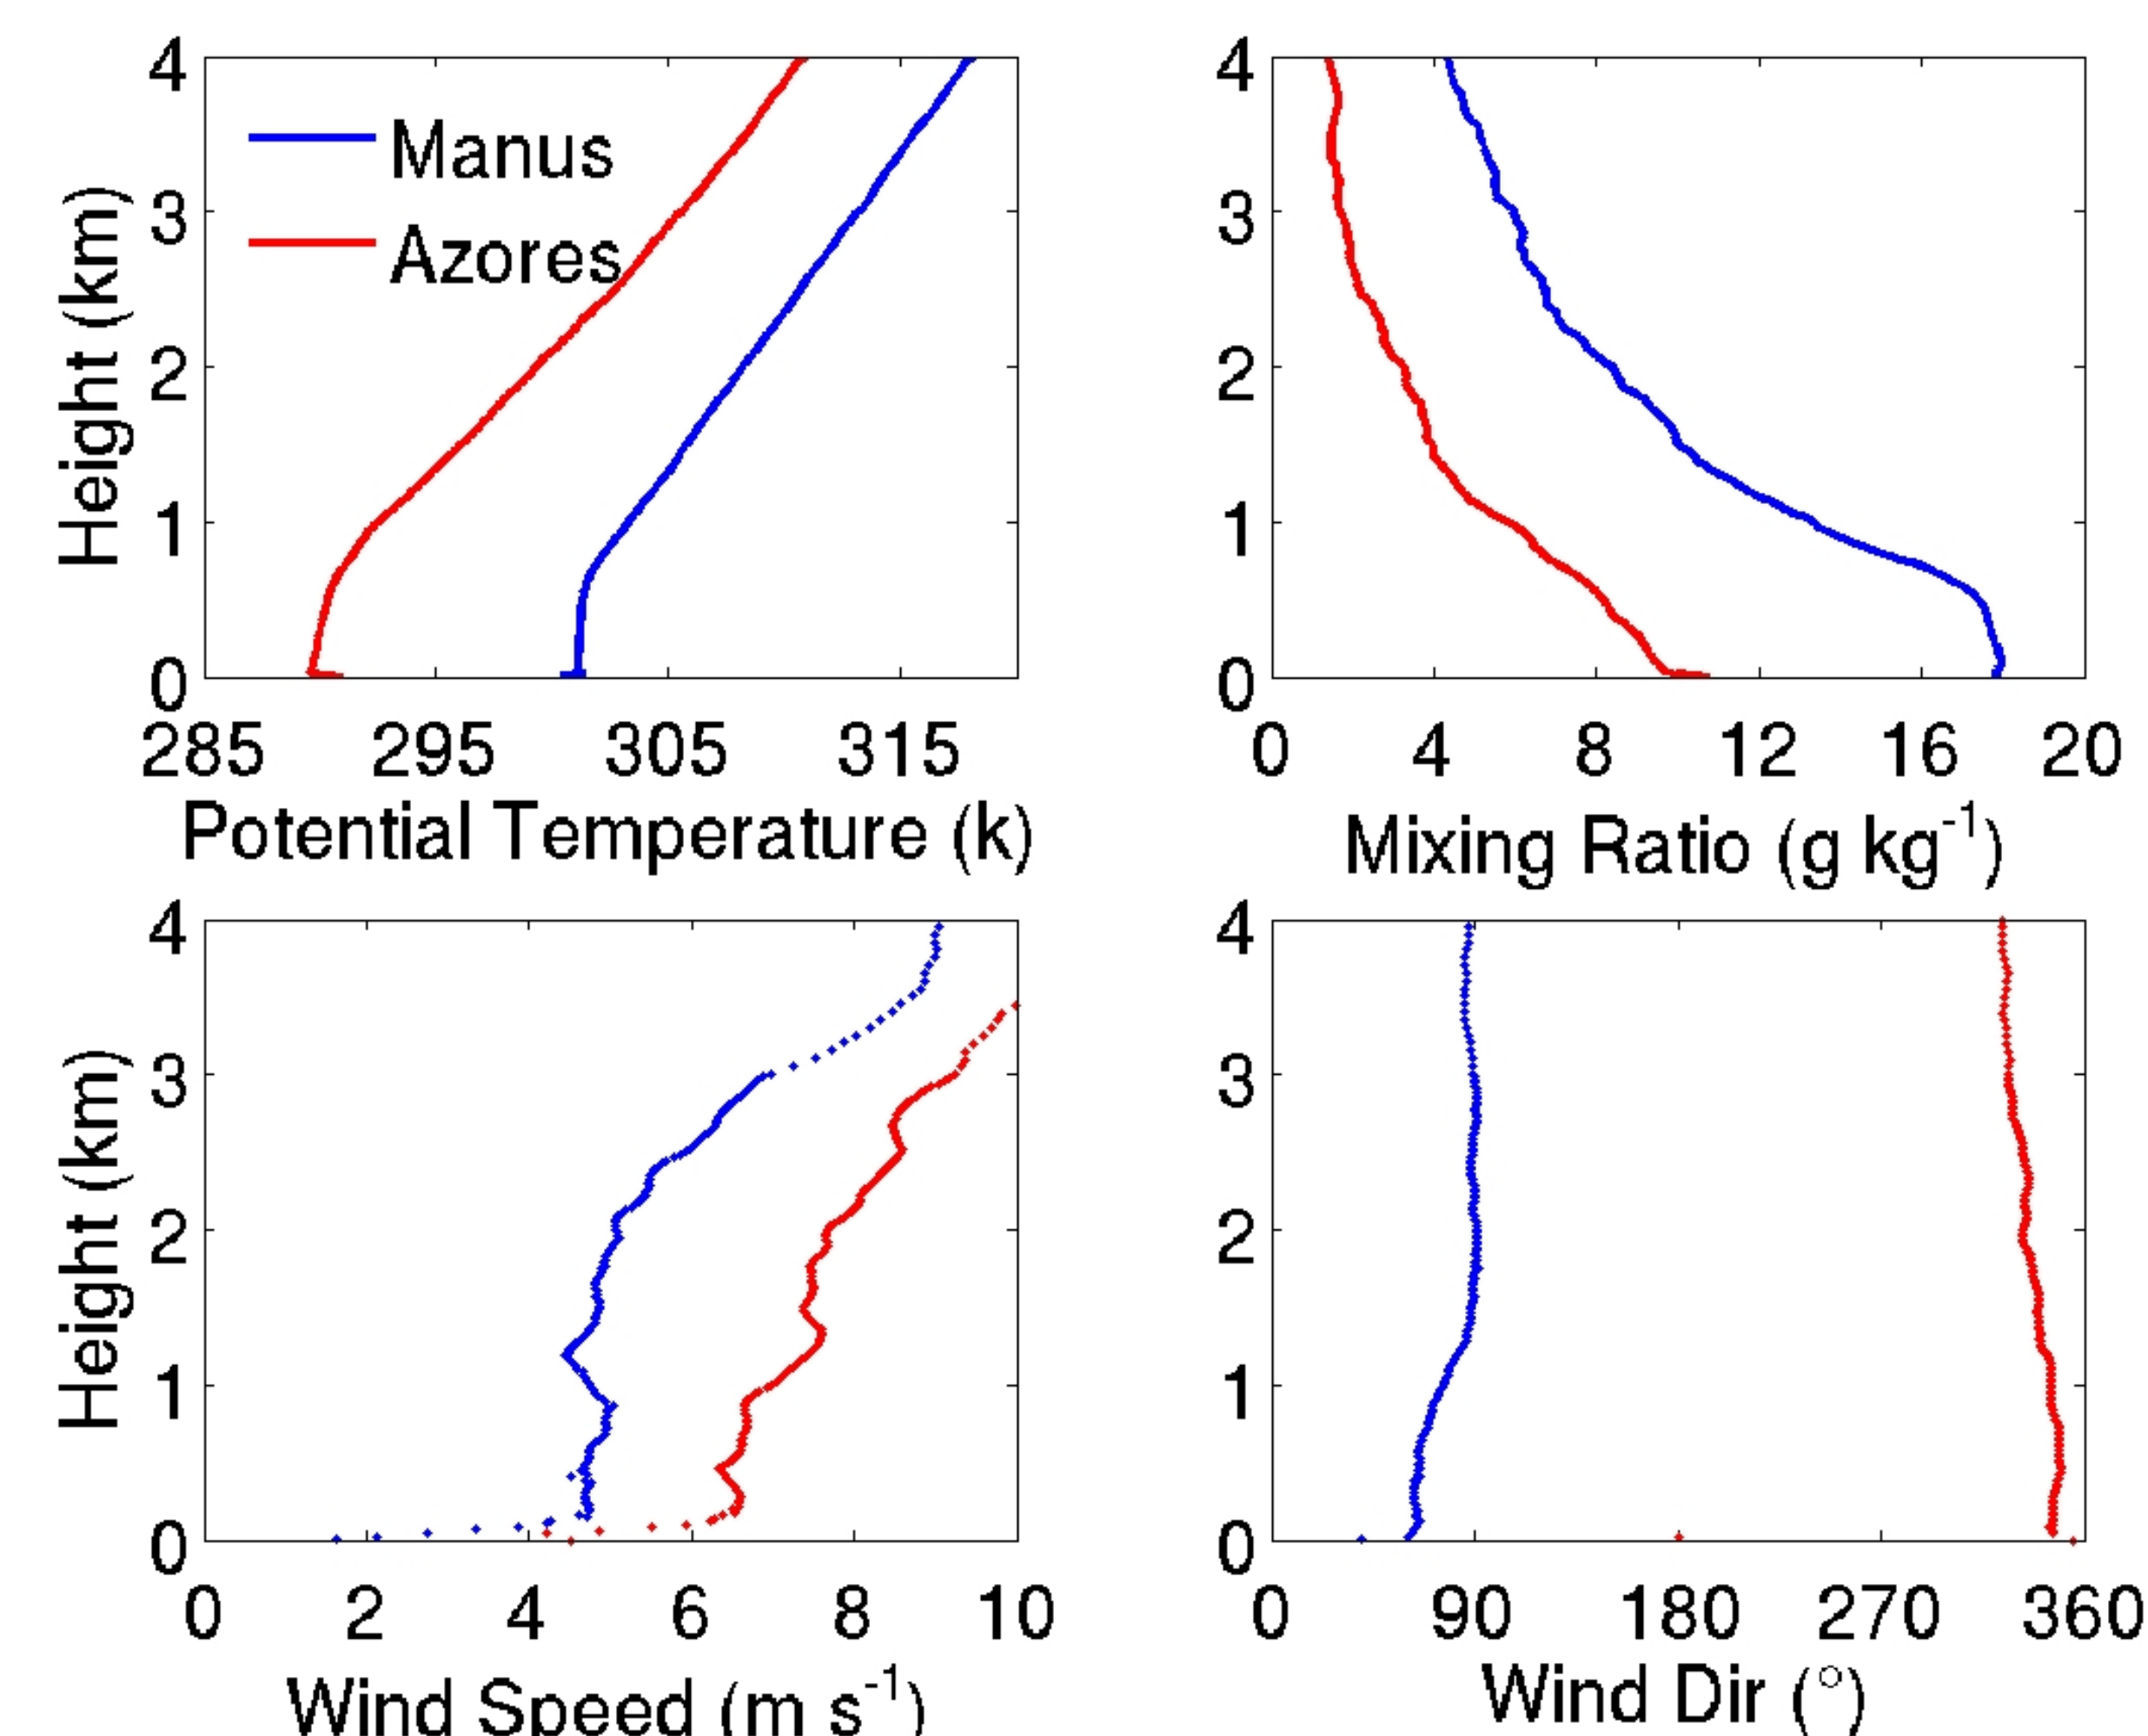 4
3
2
1
0
Height (km)
Manus
Azores
285 295 305 315
Potential Temperature (k)
4
3
2
1
0
0 4 8 12 16 20
Mixing Ratio (g kg-1)
4
3
2
1
0
Height (km)
0 2 4 6 8 10
Wind Speed (m s-1)
4
3
2
1
0
0 90 180 270 360
Wind Dir (°)